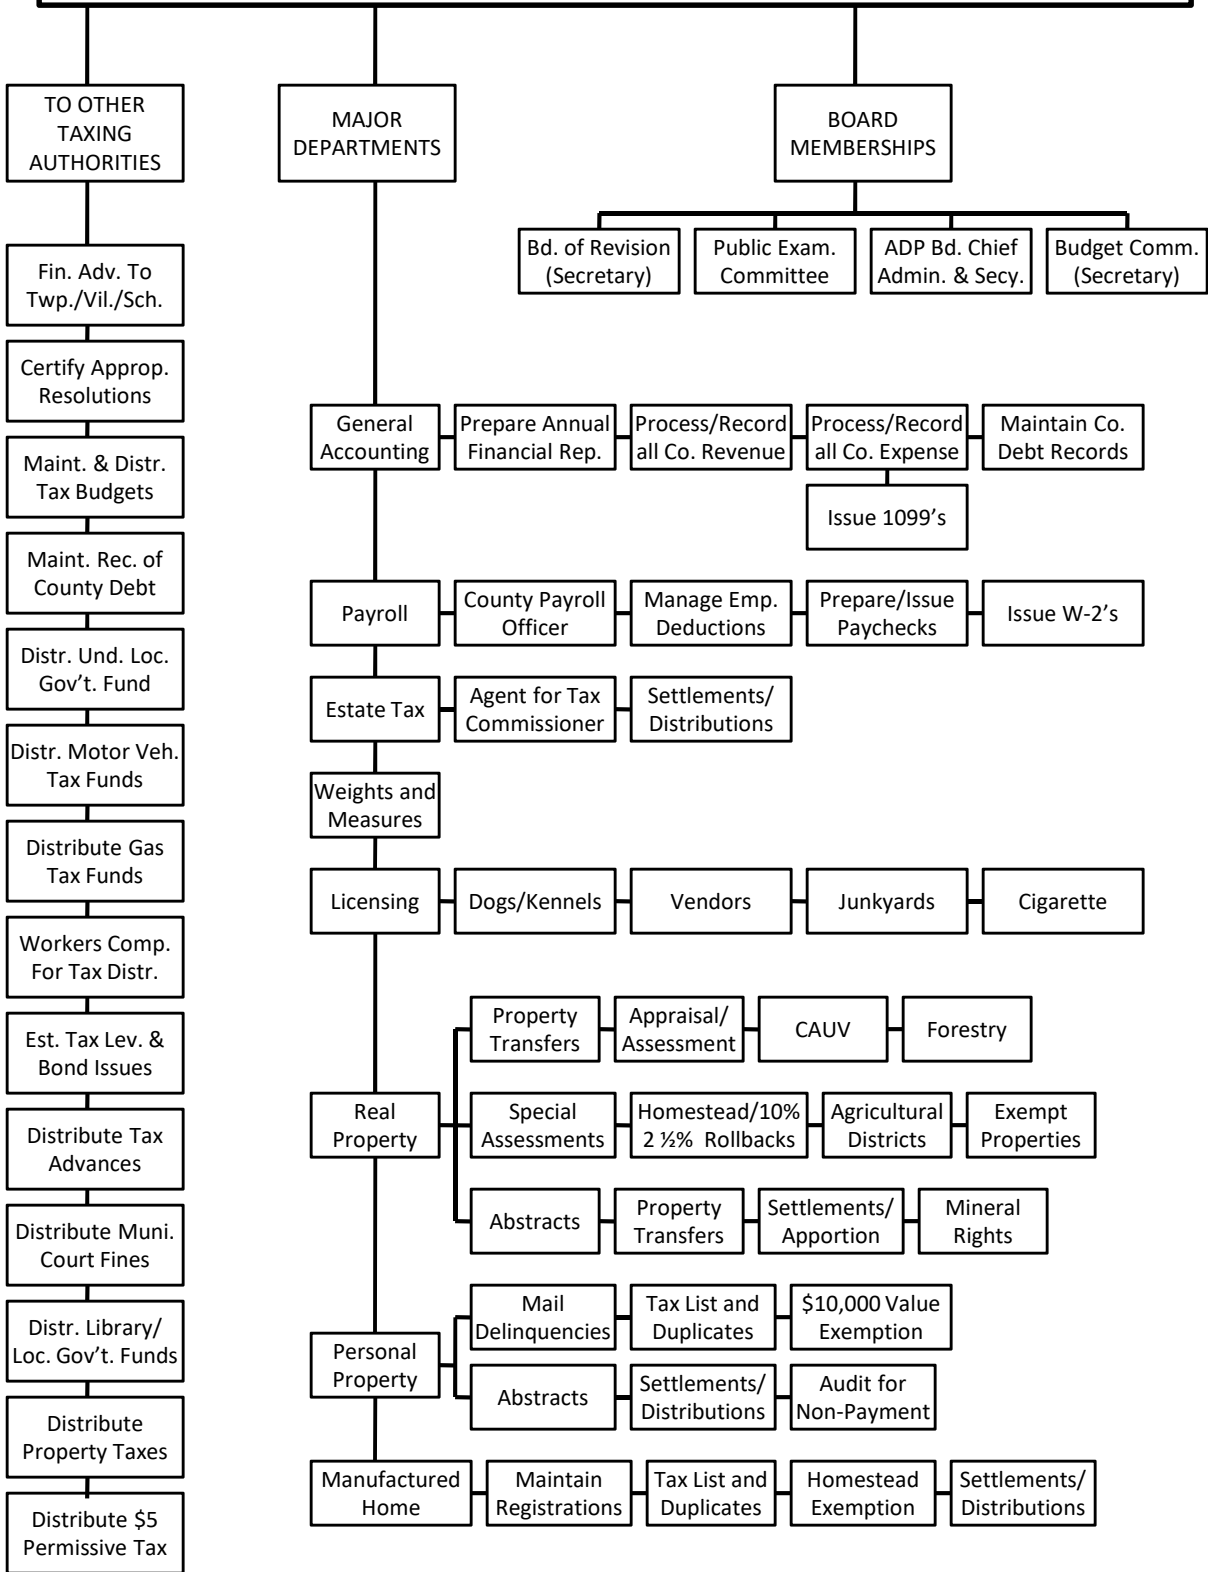 TO OTHER
TAXING
AUTHORITIES
MAJOR
DEPARTMENTS
BOARD
MEMBERSHIPS
Bd. of Revision
(Secretary)
Public Exam.
Committee
ADP Bd. Chief
Admin. & Secy.
Budget Comm.
(Secretary)
Fin. Adv. To
Twp./Vil./Sch.
Certify Approp.
Resolutions
Maint. & Distr.
Tax Budgets
Maint. Rec. of
County Debt
Distr. Und. Loc.
Gov't. Fund
Distr. Motor Veh.
Tax Funds
Distribute Gas
Tax Funds
Workers Comp.
For Tax Distr.
Est. Tax Lev. &
Bond Issues
Distribute Tax
Advances
Distribute Muni.
Court Fines
Distr. Library/
Loc. Gov't. Funds
Distribute
Property Taxes
Distribute $5
Permissive Tax
General
Accounting
Prepare Annual
Financial Rep.
Process/Record
all Co. Revenue
Process/Record
all Co. Expense
Maintain Co.
Debt Records
Issue 1099's
Payroll
County Payroll
Officer
Manage Emp.
Deductions
Prepare/Issue
Paychecks
Issue W-2's
Estate Tax
Agent for Tax
Commissioner
Settlements/
Distributions
Weights and
Measures
Licensing
Dogs/Kennels
Vendors
Junkyards
Cigarette
Real
Property
Property
Transfers
Appraisal/
Assessment
CAUV
Forestry
Special
Assessments
Homestead/10%
2 ½% Rollbacks
Agricultural
Districts
Exempt
Properties
Abstracts
Property
Transfers
Settlements/
Apportion
Mineral
Rights
Personal
Property
Mail
Delinquencies
Tax List and
Duplicates
$10,000 Value
Exemption
Abstracts
Settlements/
Distributions
Audit for
Non-Payment
Manufactured
Home
Maintain
Registrations
Tax List and
Duplicates
Homestead
Exemption
Settlements/
Distributions